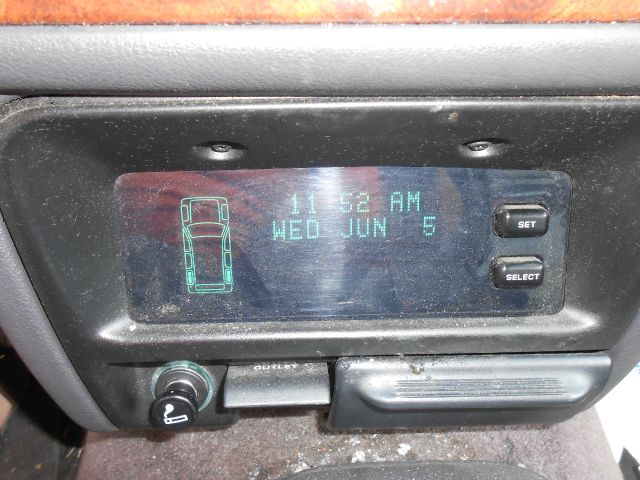 11 52 AM
WED JUN 5
SET
SELECT
OUTLET